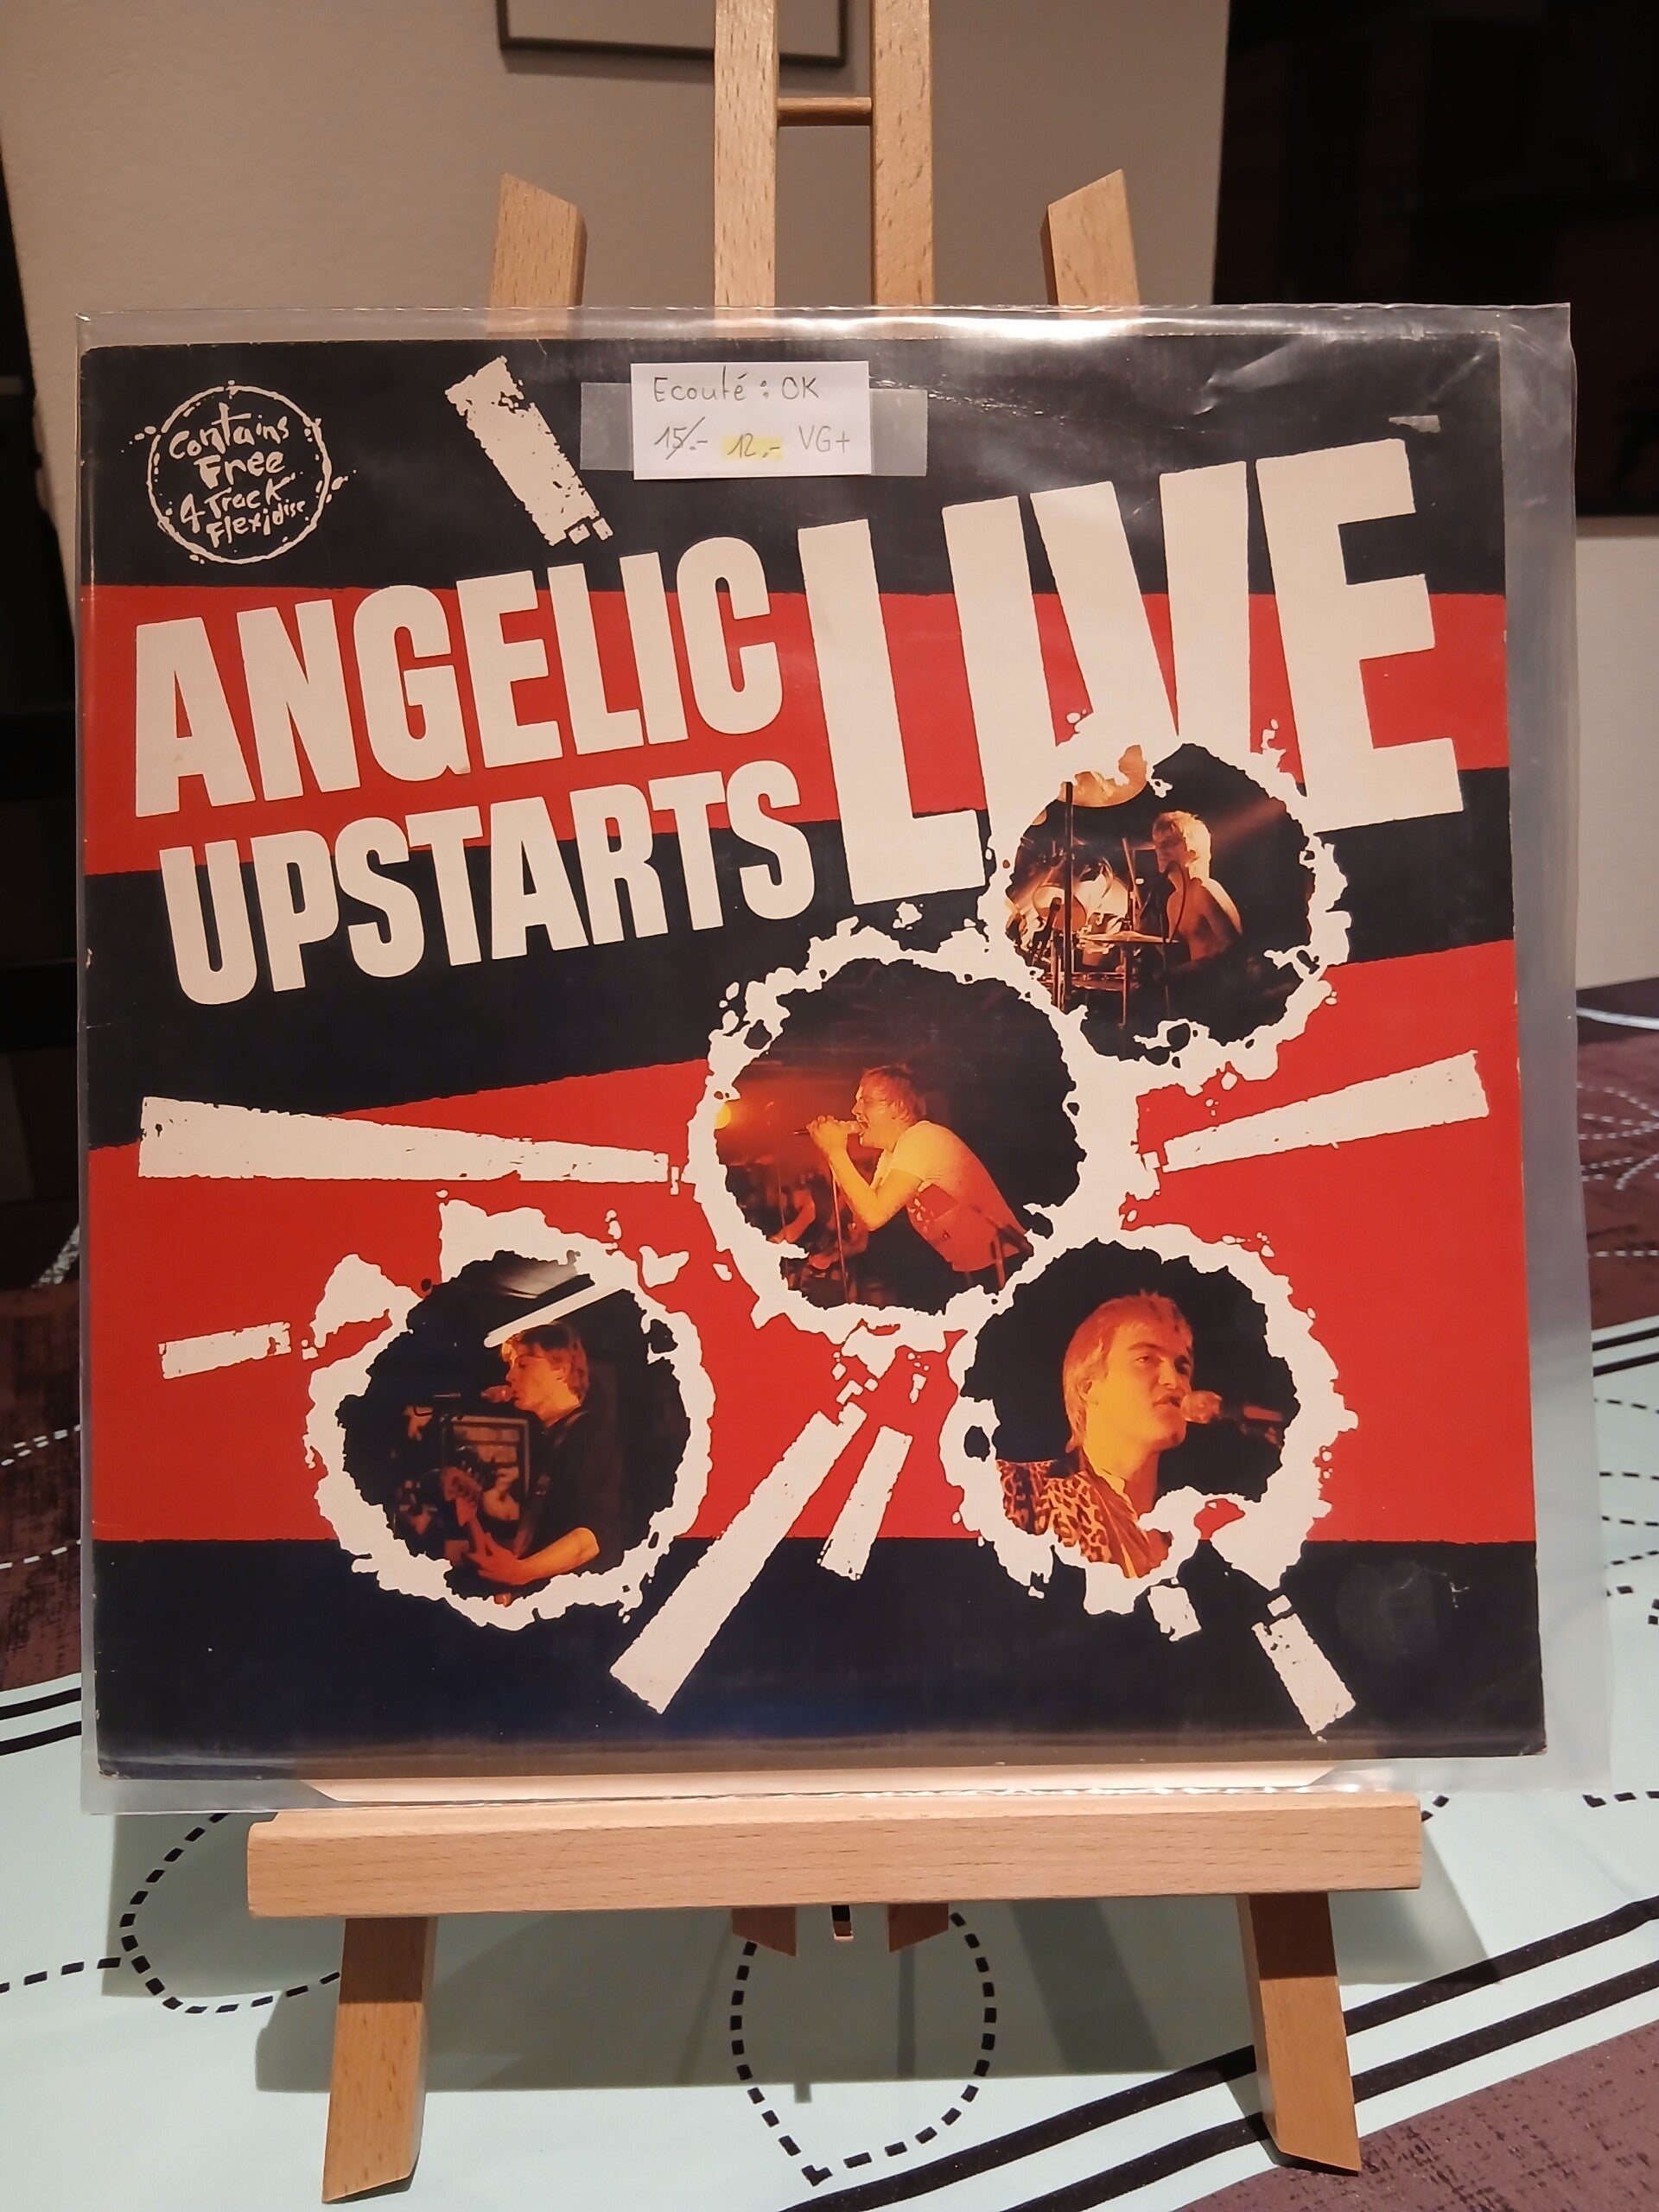 Ecouté : OK
15.- 12.- VG+
Contains
Free
4 Track
Flexidisc
ANGELIC
UPSTARTS
LIVE